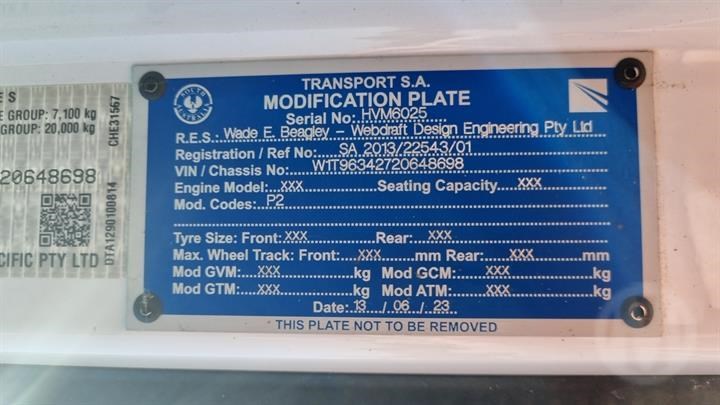 E S
E GROUP: 7,100 kg
GROUP: 20,000 kg
CHE31567
20648698
DTA1290100814
CIFIC PTY LTD
SOUTH AUSTRALIA
TRANSPORT S.A.
MODIFICATION PLATE
Serial No: HVM6025
R.E.S.: Wade E. Beagley – Webdraft Design Engineering Pty Ltd
Registration / Ref No: SA 2013/22543/01
VIN / Chassis No: W1T96342720648698
Engine Model: XXX Seating Capacity XXX
Mod. Codes: P2
Tyre Size: Front: XXX Rear: XXX
Max. Wheel Track: Front: XXX mm Rear: XXX mm
Mod GVM: XXX kg Mod GCM: XXX kg
Mod GTM: XXX kg Mod ATM: XXX kg
Date: 13 / 06 / 23
THIS PLATE NOT TO BE REMOVED